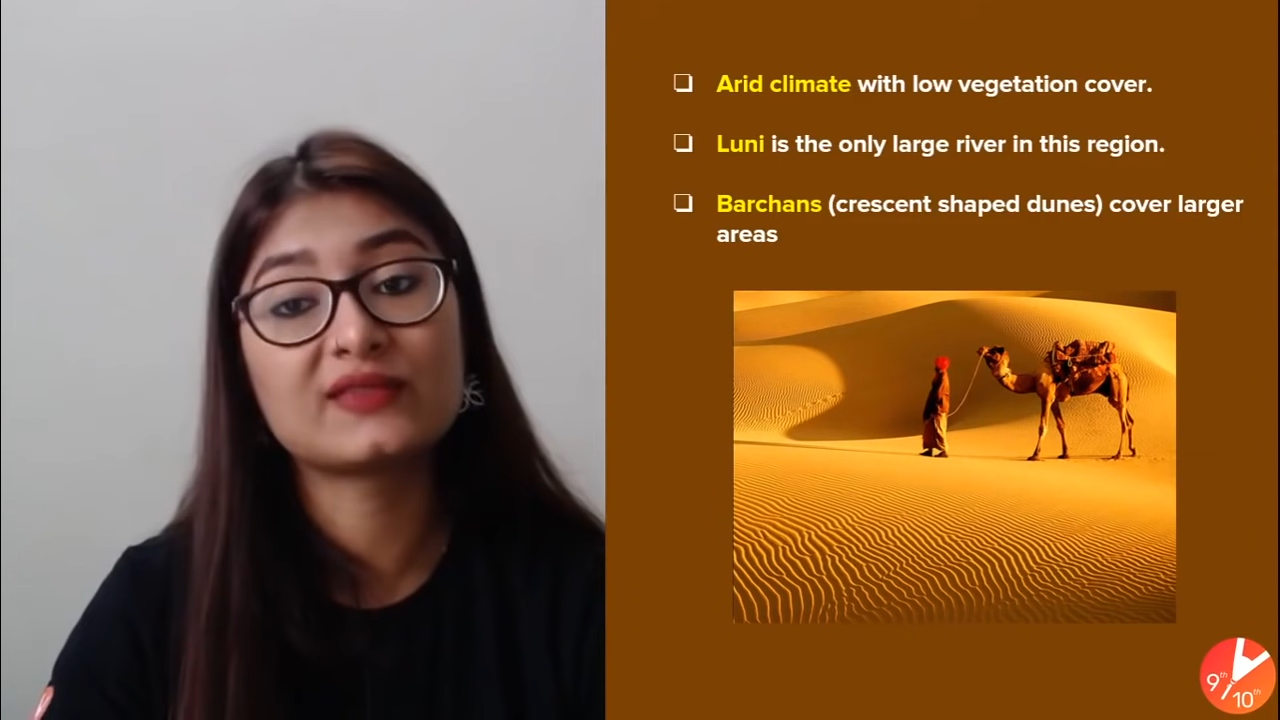 Arid climate with low vegetation cover.
Luni is the only large river in this region.
Barchans (crescent shaped dunes) cover larger
areas
9th
10th